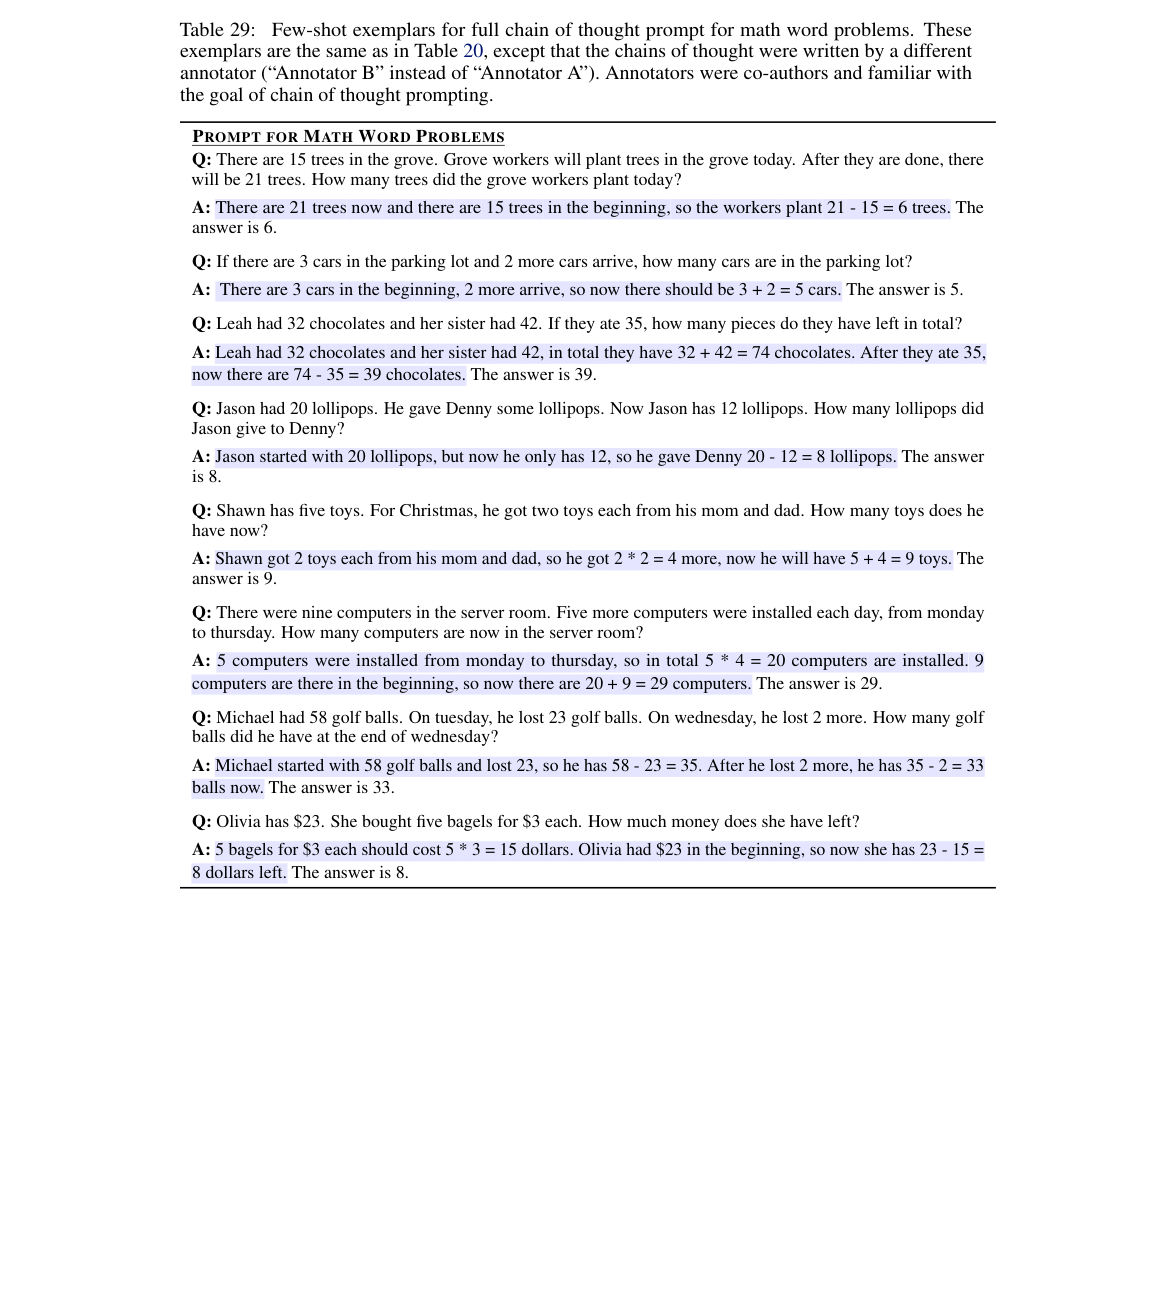 Table 29: Few-shot exemplars for full chain of thought prompt for math word problems. These
exemplars are the same as in Table 20, except that the chains of thought were written by a different
annotator (“Annotator B” instead of “Annotator A”). Annotators were co-authors and familiar with
the goal of chain of thought prompting.
PROMPT FOR MATH WORD PROBLEMS
Q: There are 15 trees in the grove. Grove workers will plant trees in the grove today. After they are done, there
will be 21 trees. How many trees did the grove workers plant today?
A: There are 21 trees now and there are 15 trees in the beginning, so the workers plant 21 - 15 = 6 trees. The
answer is 6.
Q: If there are 3 cars in the parking lot and 2 more cars arrive, how many cars are in the parking lot?
A: There are 3 cars in the beginning, 2 more arrive, so now there should be 3 + 2 = 5 cars. The answer is 5.
Q: Leah had 32 chocolates and her sister had 42. If they ate 35, how many pieces do they have left in total?
A: Leah had 32 chocolates and her sister had 42, in total they have 32 + 42 = 74 chocolates. After they ate 35,
now there are 74 - 35 = 39 chocolates. The answer is 39.
Q: Jason had 20 lollipops. He gave Denny some lollipops. Now Jason has 12 lollipops. How many lollipops did
Jason give to Denny?
A: Jason started with 20 lollipops, but now he only has 12, so he gave Denny 20 - 12 = 8 lollipops. The answer
is 8.
Q: Shawn has five toys. For Christmas, he got two toys each from his mom and dad. How many toys does he
have now?
A: Shawn got 2 toys each from his mom and dad, so he got 2 * 2 = 4 more, now he will have 5 + 4 = 9 toys. The
answer is 9.
Q: There were nine computers in the server room. Five more computers were installed each day, from monday
to thursday. How many computers are now in the server room?
A: 5 computers were installed from monday to thursday, so in total 5 * 4 = 20 computers are installed. 9
computers are there in the beginning, so now there are 20 + 9 = 29 computers. The answer is 29.
Q: Michael had 58 golf balls. On tuesday, he lost 23 golf balls. On wednesday, he lost 2 more. How many golf
balls did he have at the end of wednesday?
A: Michael started with 58 golf balls and lost 23, so he has 58 - 23 = 35. After he lost 2 more, he has 35 - 2 = 33
balls now. The answer is 33.
Q: Olivia has $23. She bought five bagels for $3 each. How much money does she have left?
A: 5 bagels for $3 each should cost 5 * 3 = 15 dollars. Olivia had $23 in the beginning, so now she has 23 - 15 =
8 dollars left. The answer is 8.